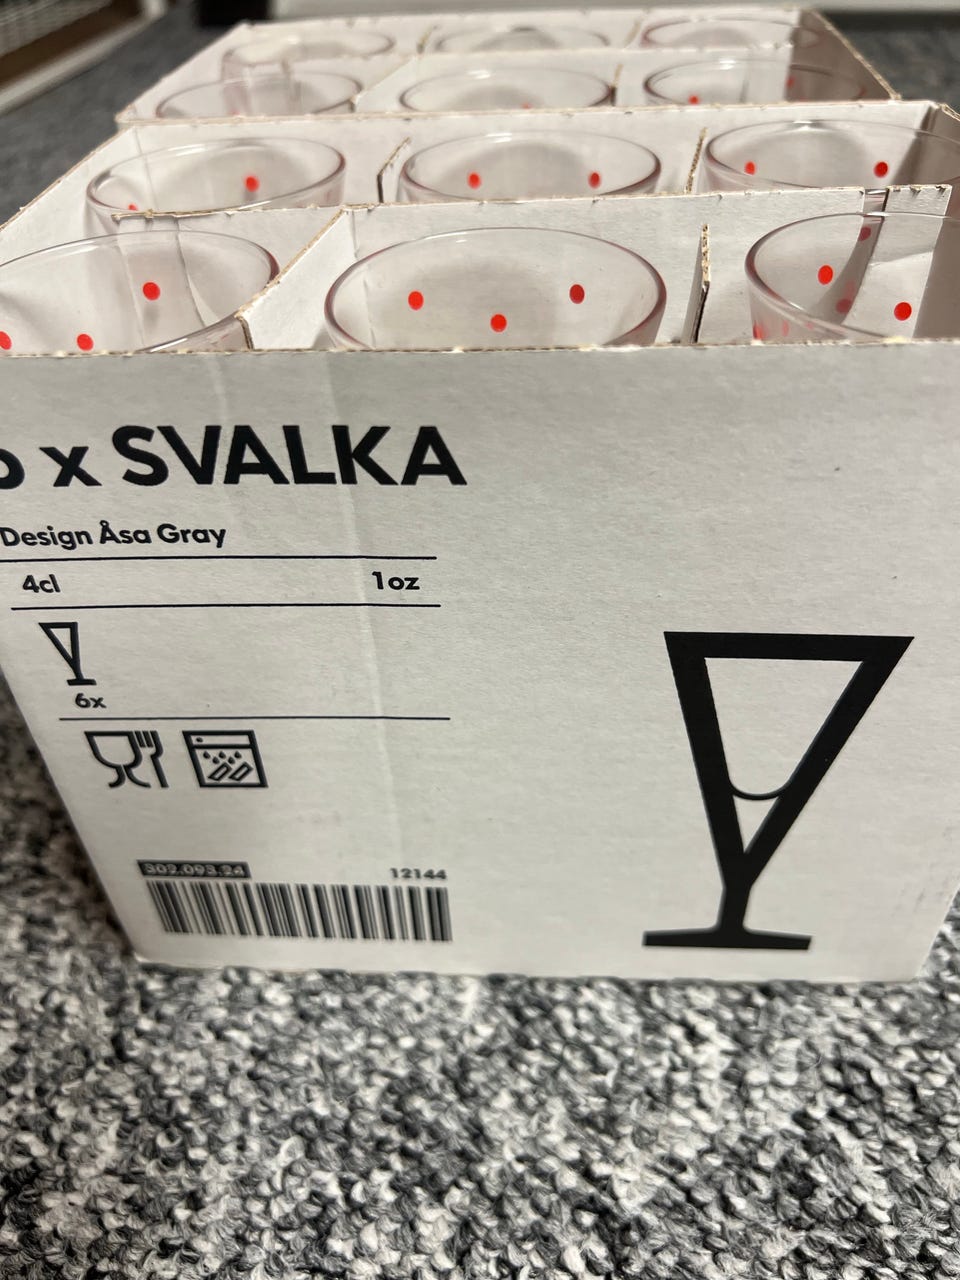 x SVALKA
Design Åsa Gray
4cl 1oz
6x
302.093.24 12144